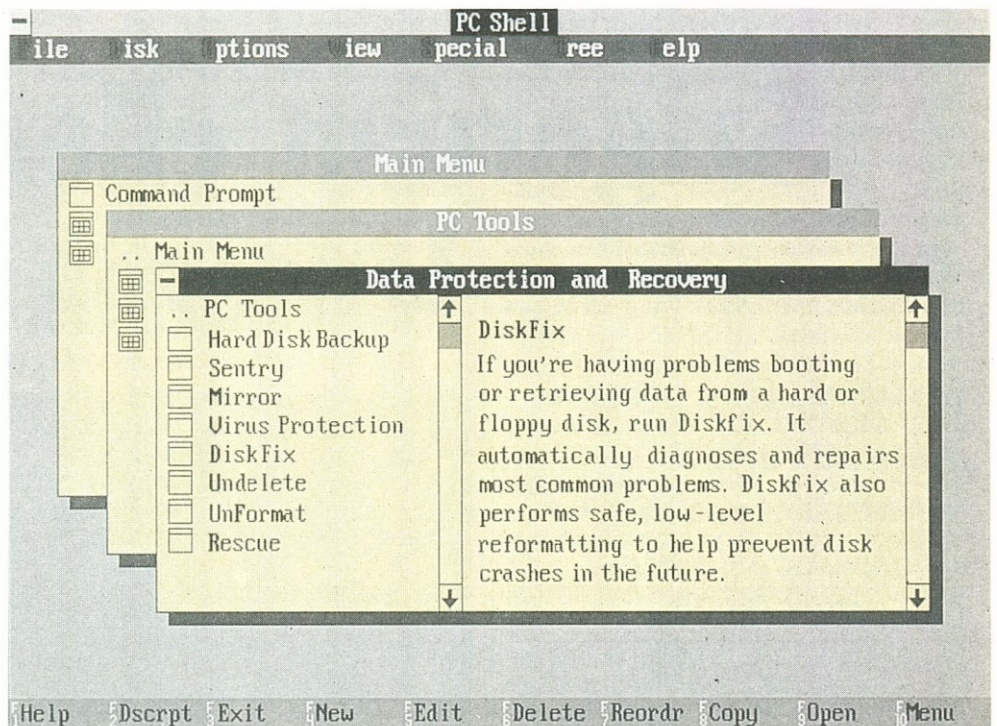 PC Shell
ile isk ptions iew pecial ree elp
Main Menu
Command Prompt
PC Tools
.. Main Menu
Data Protection and Recovery
.. PC Tools
Hard Disk Backup
Sentry
Mirror
Virus Protection
DiskFix
Undelete
UnFormat
Rescue
DiskFix
If you're having problems booting
or retrieving data from a hard or
floppy disk, run Diskfix. It
automatically diagnoses and repairs
most common problems. Diskfix also
performs safe, low-level
reformatting to help prevent disk
crashes in the future.
Help Dscrpt Exit New Edit Delete Reordr Copy Open Menu